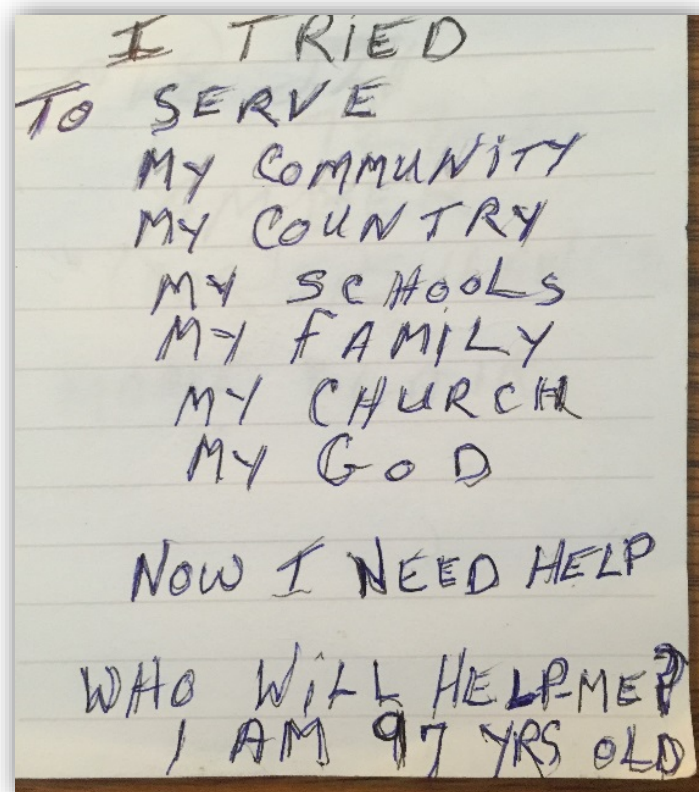 I TRiED
To SERVE
MY COMMUNiTY
MY COUNTRY
MY SCHooLS
MY FAMILY
MY CHURCH
MY GoD
NOW I NEED HELP
WHO WiLL HELP ME?
I AM 97 YRS OLD